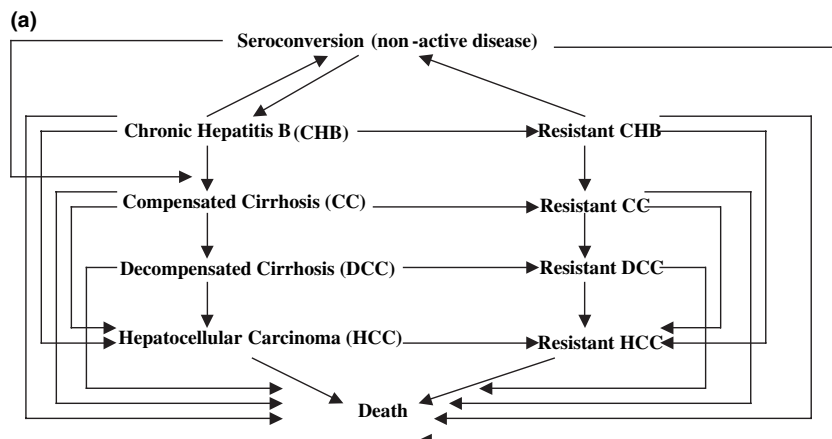 (a)
Seroconversion (non-active disease)
Chronic Hepatitis B (CHB) Resistant CHB
Compensated Cirrhosis (CC) Resistant CC
Decompensated Cirrhosis (DCC) Resistant DCC
Hepatocellular Carcinoma (HCC) Resistant HCC
Death